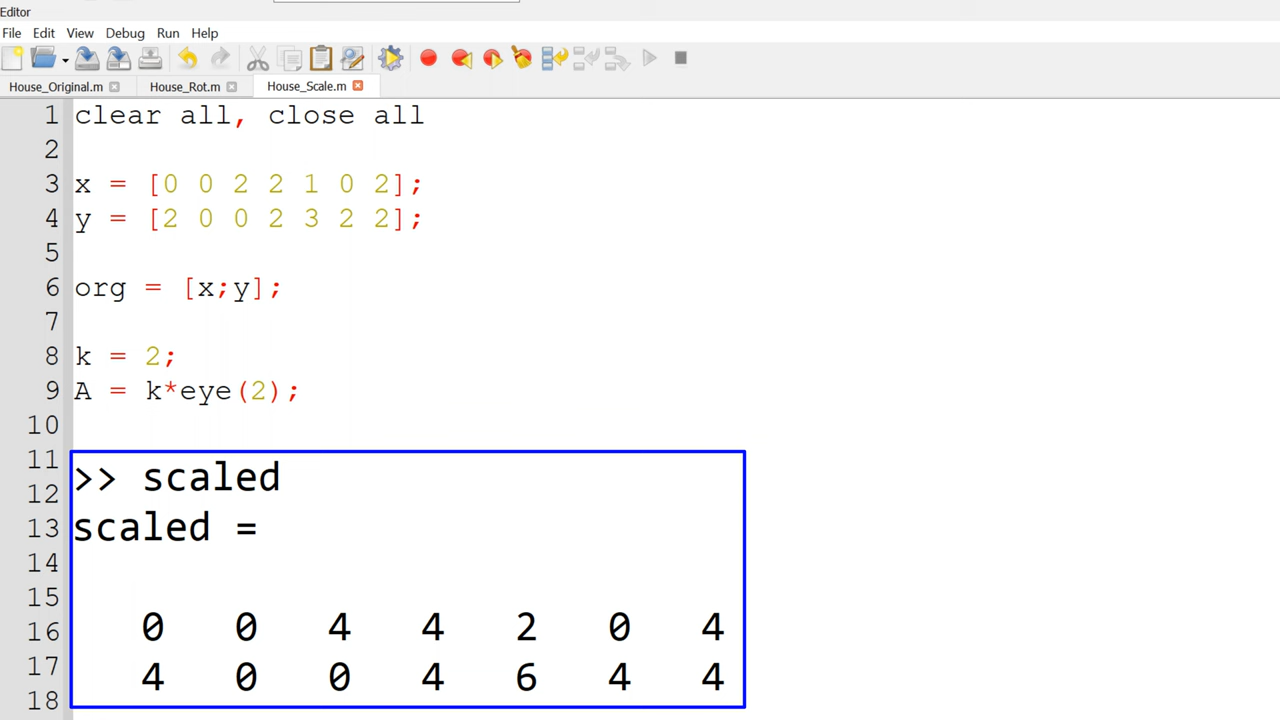 Editor
File Edit View Debug Run Help
House_Original.m House_Rot.m House_Scale.m
1 clear all, close all
2
3 x = [0 0 2 2 1 0 2];
4 y = [2 0 0 2 3 2 2];
5
6 org = [x;y];
7
8 k = 2;
9 A = k*eye(2);
10
11
>> scaled
12
13 scaled =
14
15
16 0 0 4 4 2 0 4
17 4 0 0 4 6 4 4
18